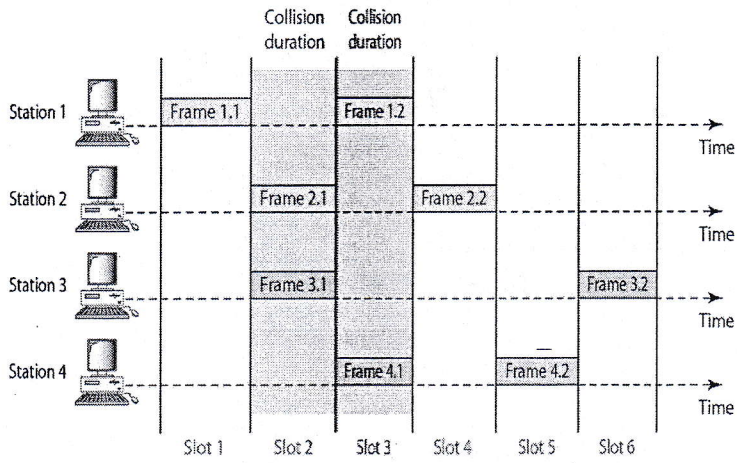 Collision Collision
duration duration
Station 1 Frame 1.1 Frame 1.2
Time
Station 2 Frame 2.1 Frame 2.2
Time
Station 3 Frame 3.1 Frame 3.2
Time
Station 4 Frame 4.1 Frame 4.2
Time
Slot 1 Slot 2 Slot 3 Slot 4 Slot 5 Slot 6